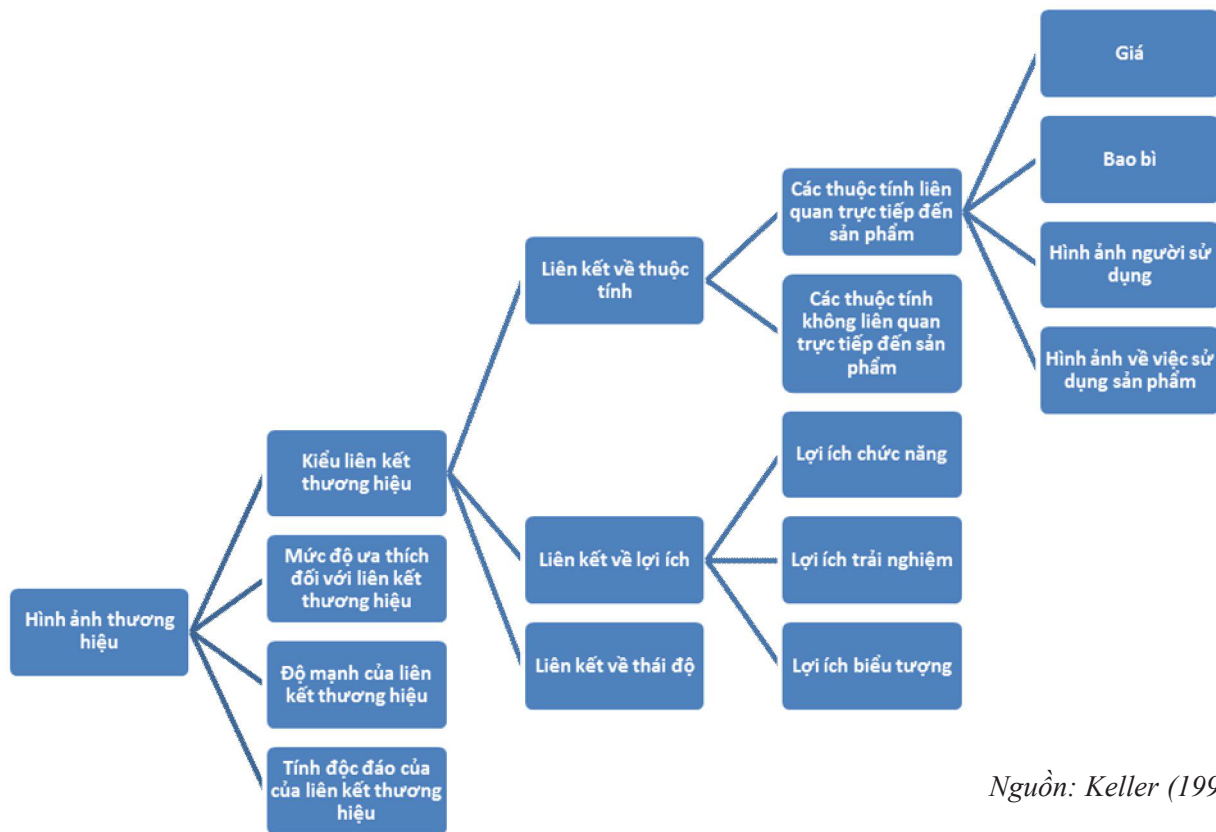 Giá
Bao bì
Hình ảnh người sử
dụng
Hình ảnh về việc sử
dụng sản phẩm
Các thuộc tính liên
quan trực tiếp đến
sản phẩm
Các thuộc tính
không liên quan
trực tiếp đến sản
phẩm
Liên kết về thuộc
tính
Lợi ích chức năng
Lợi ích trải nghiệm
Lợi ích biểu tượng
Liên kết về lợi ích
Liên kết về thái độ
Kiểu liên kết
thương hiệu
Mức độ ưa thích
đối với liên kết
thương hiệu
Độ mạnh của liên
kết thương hiệu
Tính độc đáo của
của liên kết thương
hiệu
Hình ảnh thương
hiệu
Nguồn: Keller (199